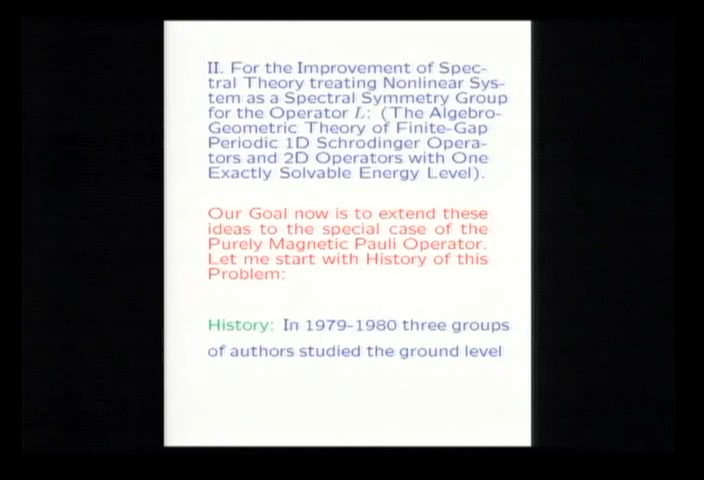 II. For the Improvement of Spec-
tral Theory treating Nonlinear Sys-
tem as a Spectral Symmetry Group
for the Operator L: (The Algebro-
Geometric Theory of Finite-Gap
Periodic 1D Schrodinger Opera-
tors and 2D Operators with One
Exactly Solvable Energy Level).
Our Goal now is to extend these
ideas to the special case of the
Purely Magnetic Pauli Operator.
Let me start with History of this
Problem:
History: In 1979-1980 three groups
of authors studied the ground level